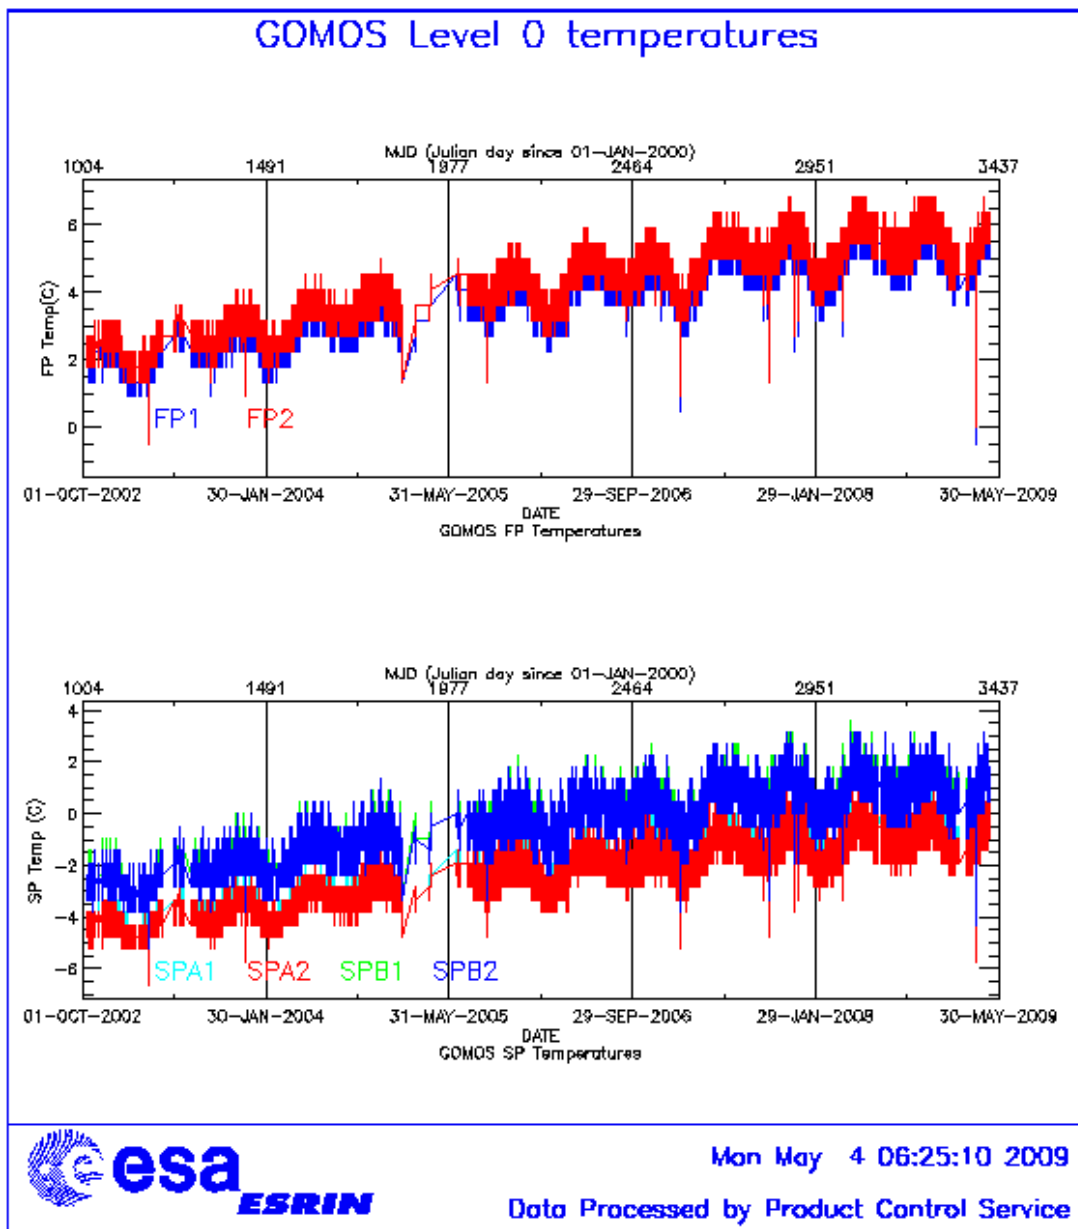 GOMOS Level 0 temperatures
MJD (Julian day since 01-JAN-2000)
1004 1491 1977 2464 2951 3437
6
4
2
0
FP Temp(C)
FP1 FP2
01-OCT-2002 30-JAN-2004 31-MAY-2005 29-SEP-2006 29-JAN-2008 30-MAY-2009
DATE
GOMOS FP Temperatures
MJD (Julian day since 01-JAN-2000)
1004 1491 1977 2464 2951 3437
4
2
0
-2
-4
-6
SP Temp (C)
SPA1 SPA2 SPB1 SPB2
01-OCT-2002 30-JAN-2004 31-MAY-2005 29-SEP-2006 29-JAN-2008 30-MAY-2009
DATE
GOMOS SP Temperatures
esa
ESRIN
Mon May 4 06:25:10 2009
Data Processed by Product Control Service